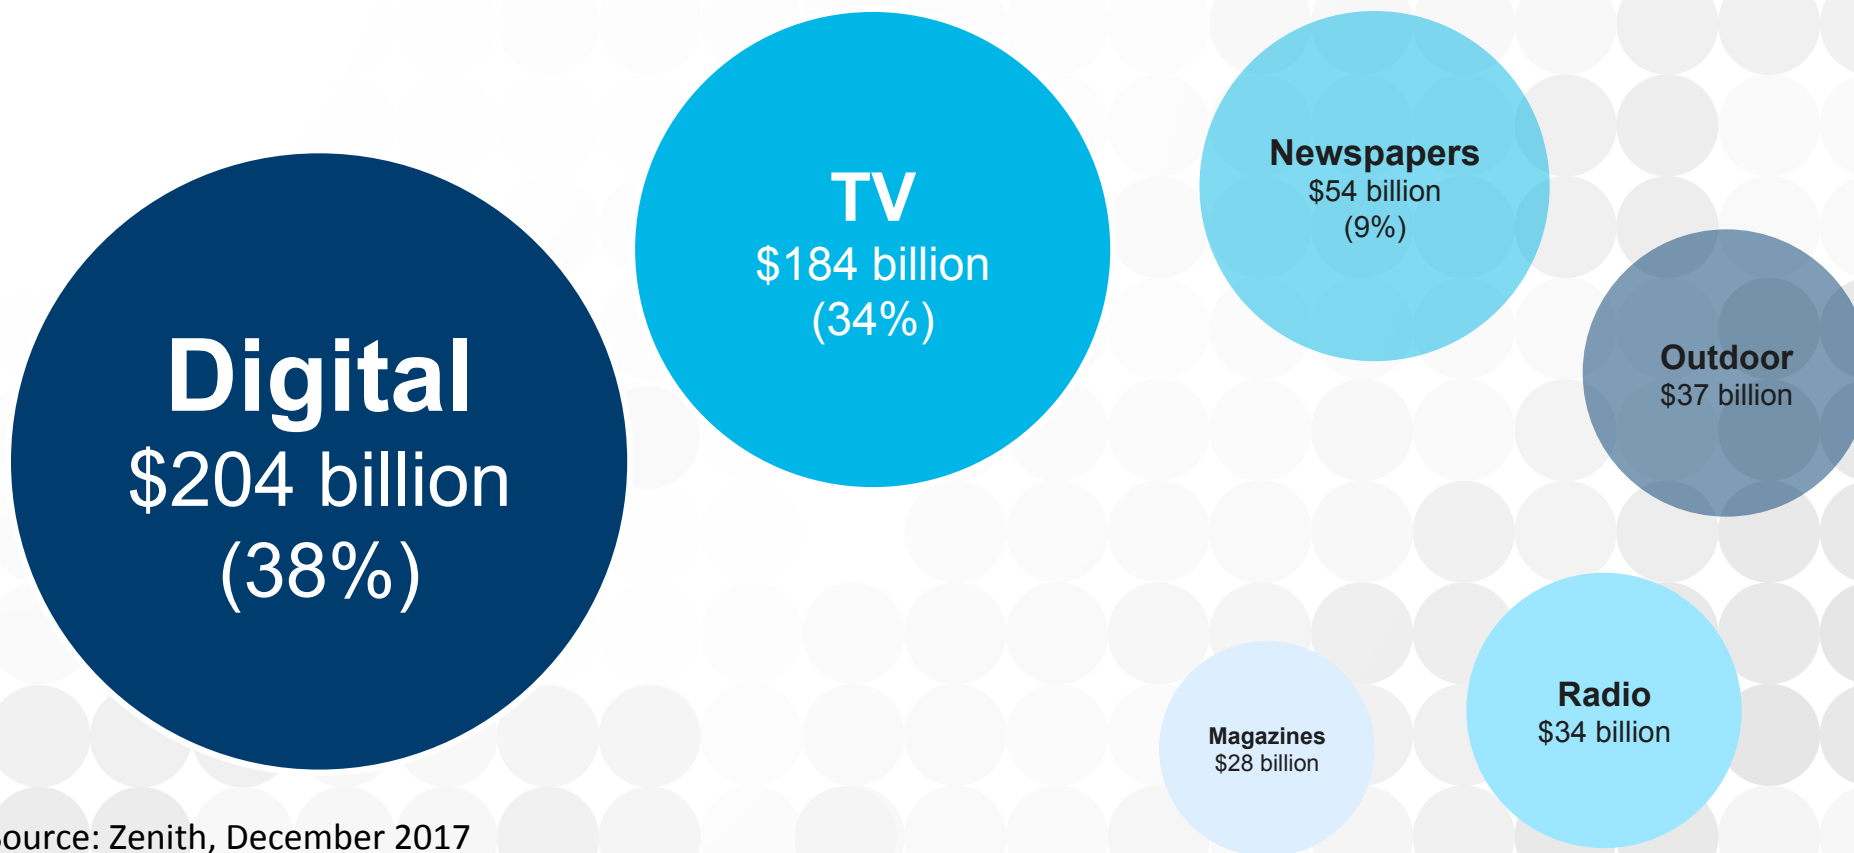 Digital
$204 billion
(38%)
TV
$184 billion
(34%)
Newspapers
$54 billion
(9%)
Outdoor
$37 billion
Radio
$34 billion
Magazines
$28 billion
Source: Zenith, December 2017